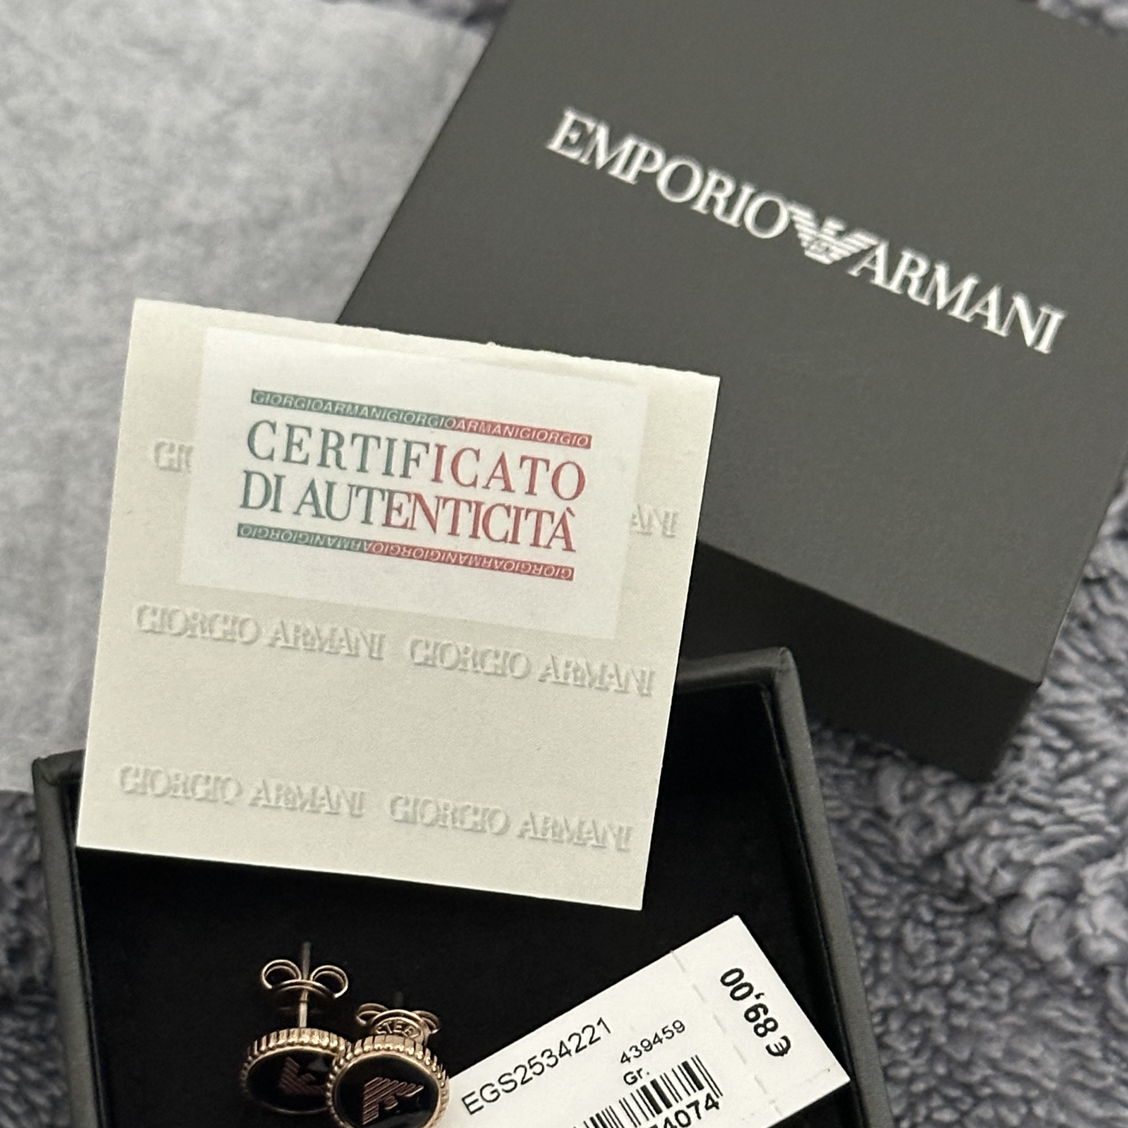 EMPORIO ARMANI
GIORGIOARMANIGIORGIOARMANIGIORGIO
CERTIFICATO
DI AUTENTICITÀ
GIORGIOARMANIGIORGIOARMANIGIORGIO
GIORGIO ARMANI GIORGIO ARMANI
GIORGIO ARMANI GIORGIO ARMANI
€ 89,00
EGS2534221
439459
Gr.